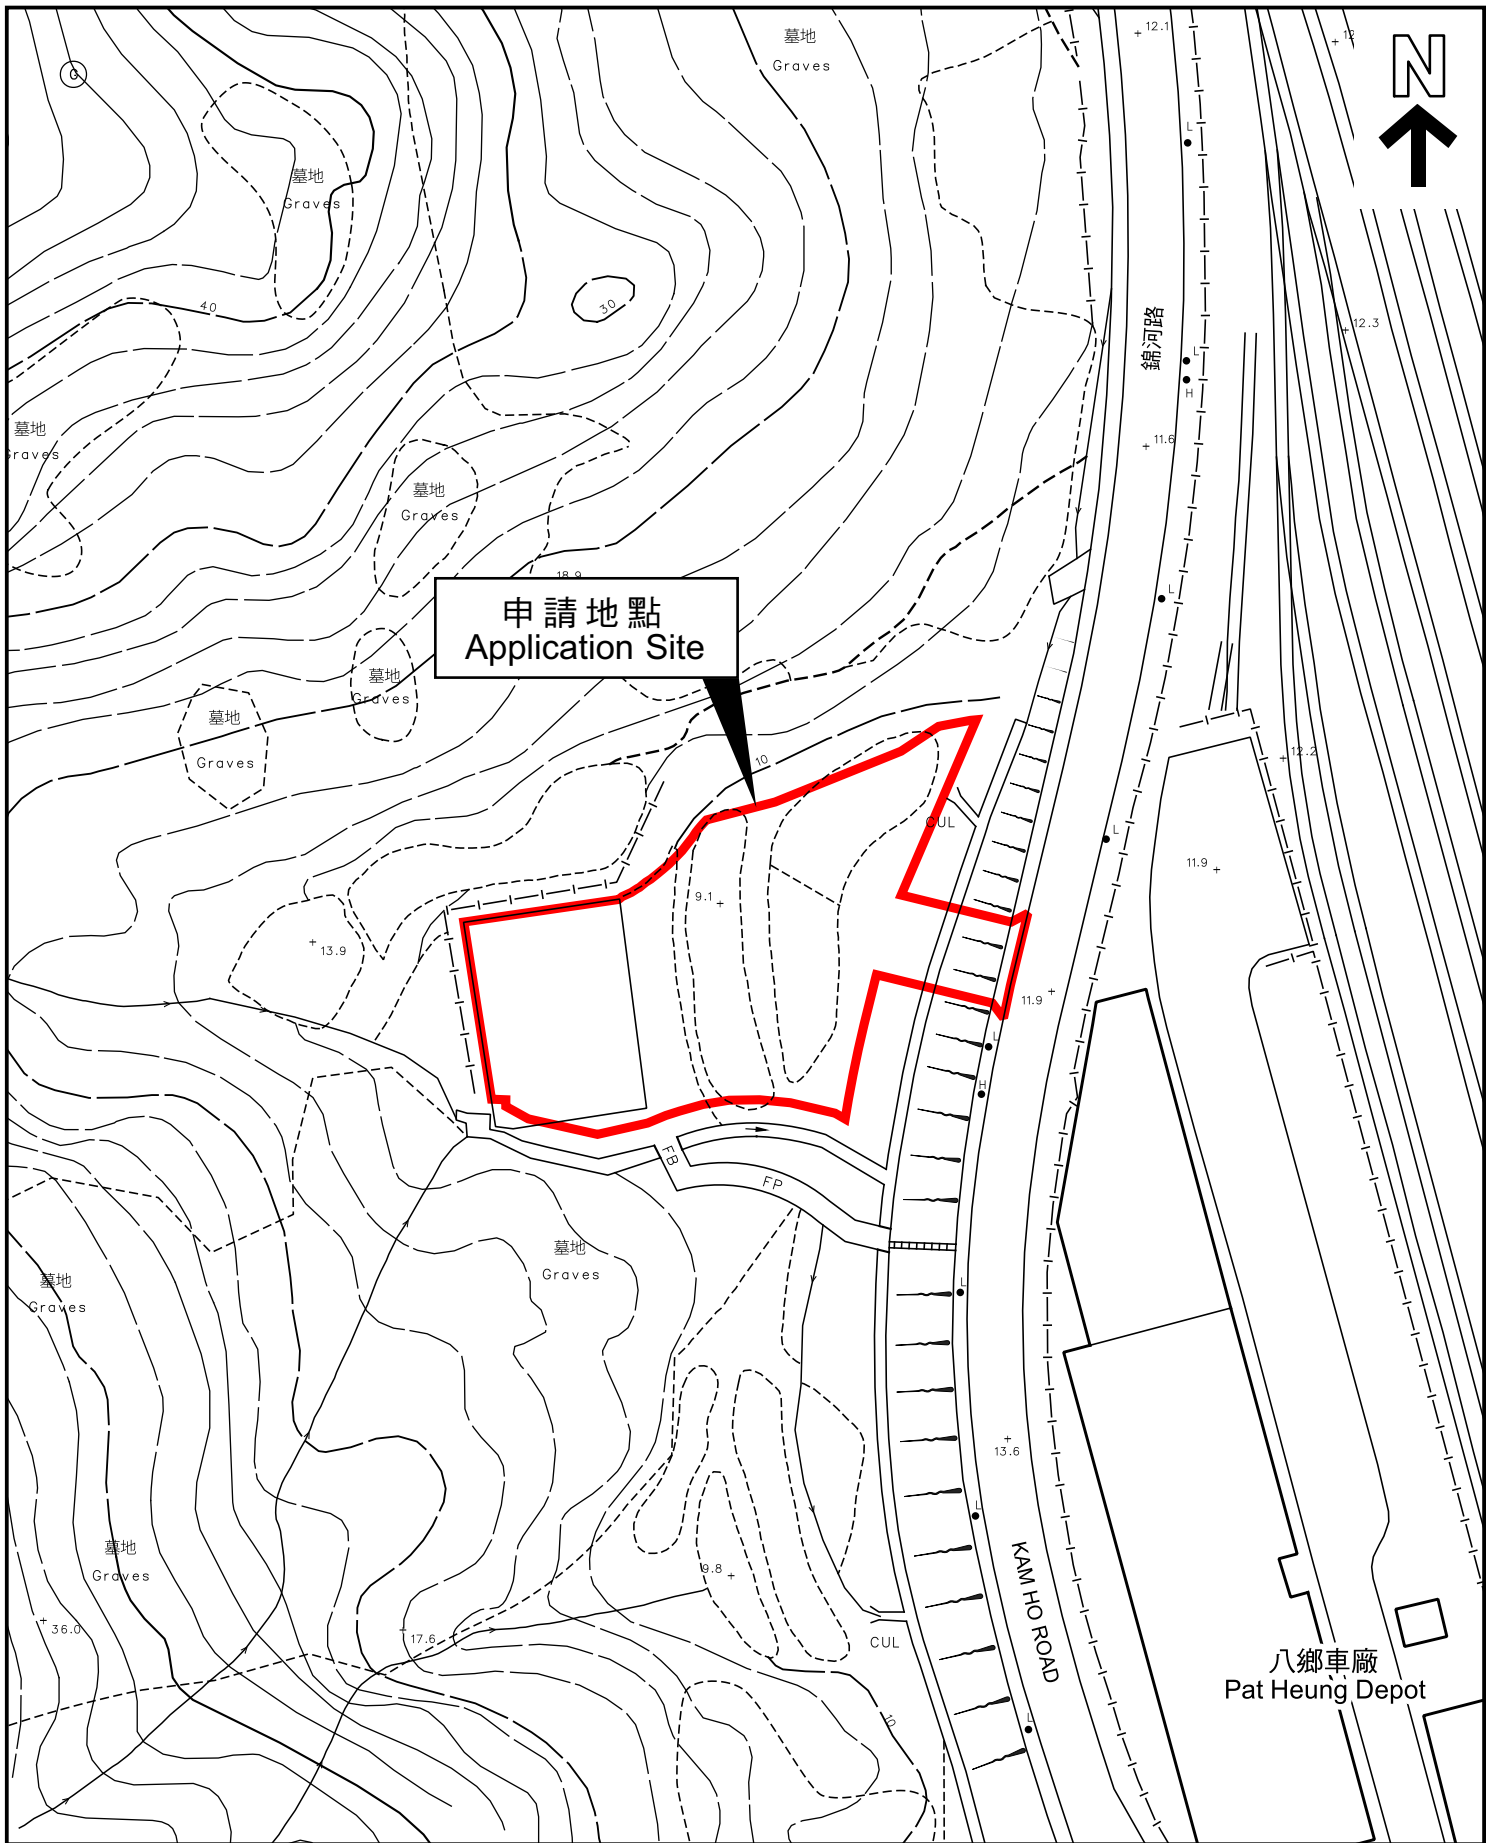 墓地
Graves
12.1
N
G
L
墓地
Graves
40
30
錦河路
12.3
L
H
墓地
11.6
墓地
Graves
18.9
申請地點
Application Site
L
墓地
Graves
墓地
Graves
10
12.2
CUL
L
11.9
9.1
13.9
11.9
L
H
FB
FP
墓地
Graves
墓地
Graves
L
13.6
L
KAM HO ROAD
墓地
Graves
9.8
36.0
17.6
CUL
八鄉車廠
Pat Heung Depot
10
L